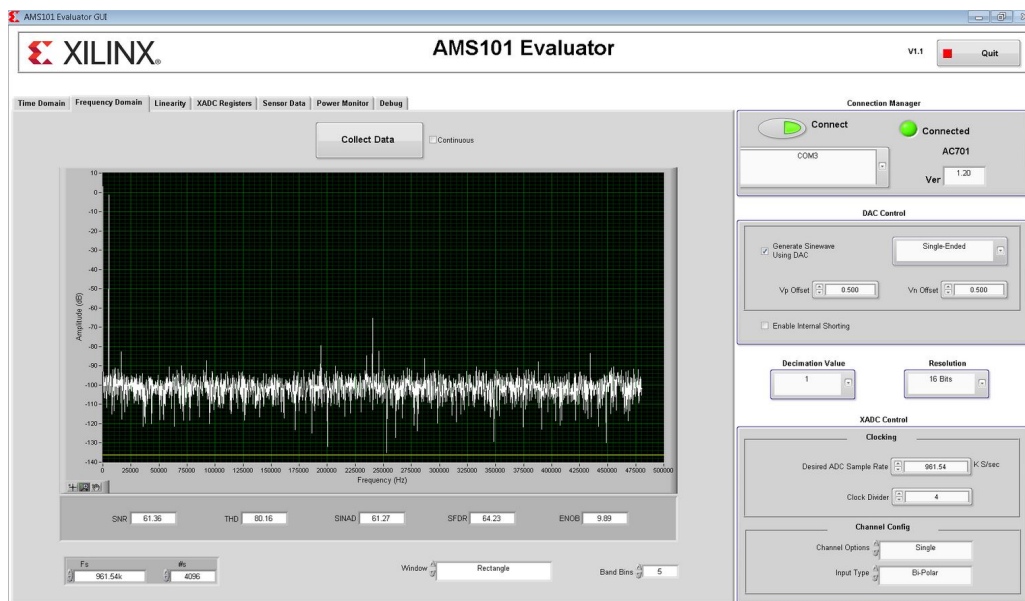 AMS101 Evaluator GUI
XILINX®
AMS101 Evaluator
V1.1
Quit
Time Domain
Frequency Domain
Linearity
XADC Registers
Sensor Data
Power Monitor
Debug
Collect Data
Continuous
Amplitude (dB)
10
0
-10
-20
-30
-40
-50
-60
-70
-80
-90
-100
-110
-120
-130
-140
0 25000 50000 75000 100000 125000 150000 175000 200000 225000 250000 275000 300000 325000 350000 375000 400000 425000 450000 475000 500000
Frequency (Hz)
SNR 61.36
THD 80.16
SINAD 61.27
SFDR 64.23
ENOB 9.89
Fs
961.54k
#s
4096
Window Rectangle
Band Bins 5
Connection Manager
Connect
Connected
COM3
AC701
Ver 1.20
DAC Control
Generate Sinewave
Using DAC
Single-Ended
Vp Offset 0.500
Vn Offset 0.500
Enable Internal Shorting
Decimation Value
1
Resolution
16 Bits
XADC Control
Clocking
Desired ADC Sample Rate 961.54 K S/sec
Clock Divider 4
Channel Config
Channel Options Single
Input Type Bi-Polar